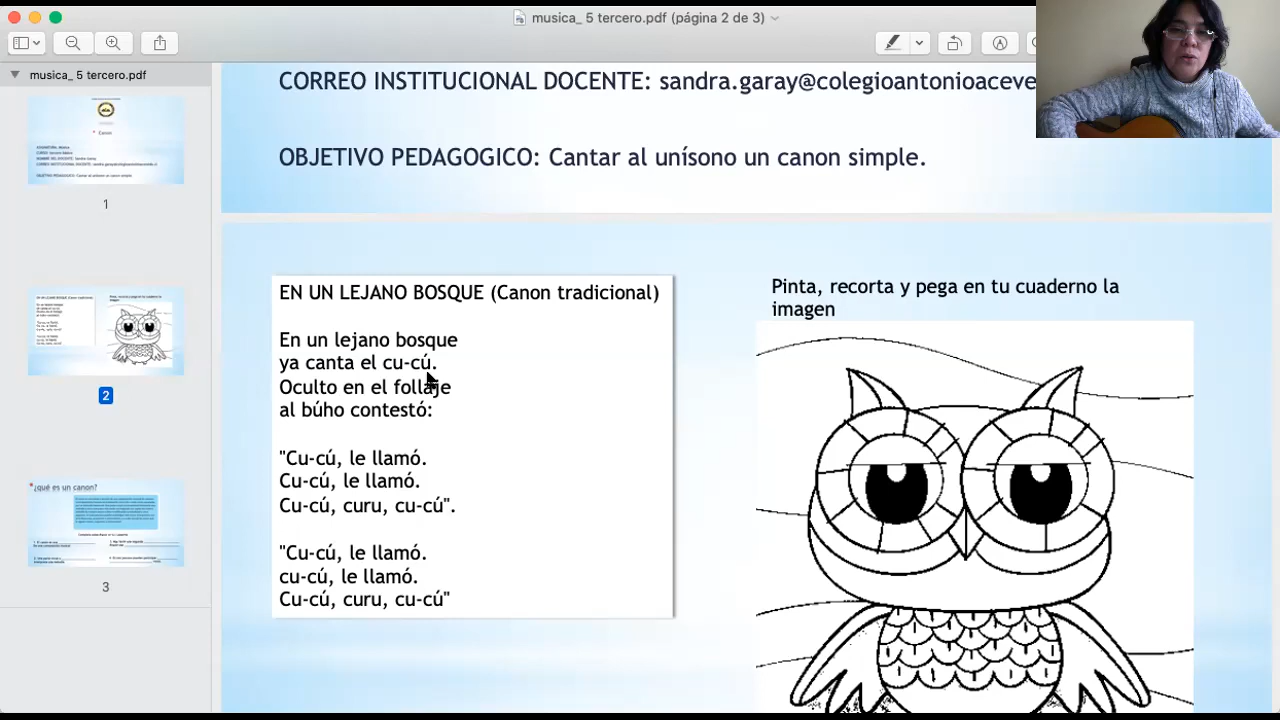 musica_ 5 tercero.pdf (página 2 de 3)
musica_ 5 tercero.pdf
Canon
1
2
¿qué es un canon?
3
CORREO INSTITUCIONAL DOCENTE: sandra.garay@colegioantonioaceve
OBJETIVO PEDAGOGICO: Cantar al unísono un canon simple.
EN UN LEJANO BOSQUE (Canon tradicional)
En un lejano bosque
ya canta el cu-cú.
Oculto en el follaje
al búho contestó:
"Cu-cú, le llamó.
Cu-cú, le llamó.
Cu-cú, curu, cu-cú".
"Cu-cú, le llamó.
cu-cú, le llamó.
Cu-cú, curu, cu-cú"
Pinta, recorta y pega en tu cuaderno la
imagen